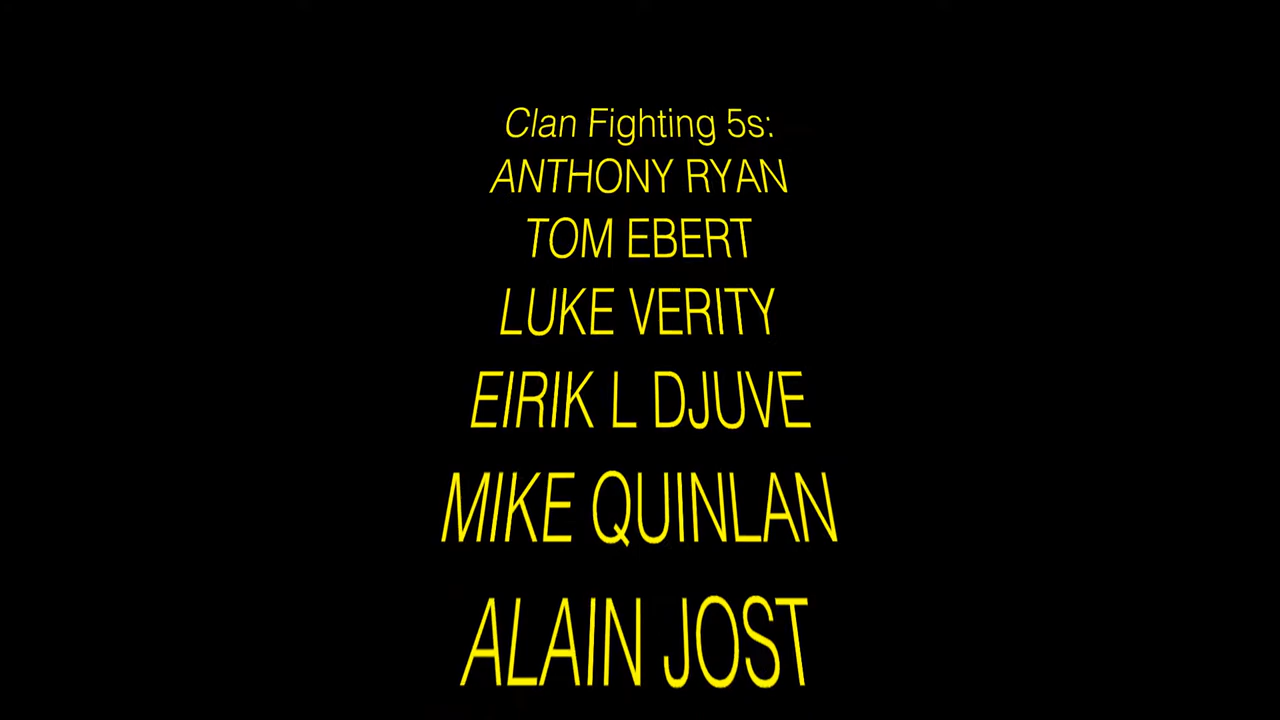 Clan Fighting 5s:
ANTHONY RYAN
TOM EBERT
LUKE VERITY
EIRIK L DJUVE
MIKE QUINLAN
ALAIN JOST